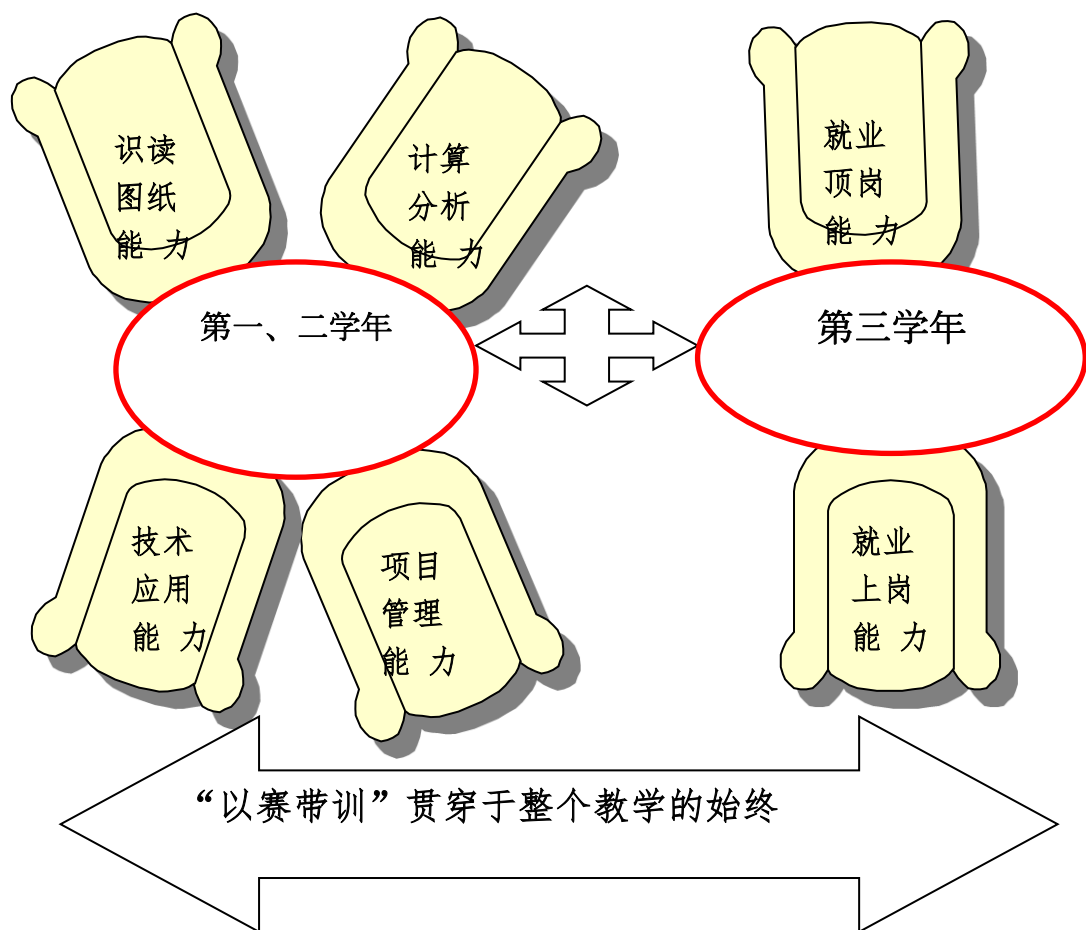 识读
图纸
能 力
计算
分析
能 力
就业
顶岗
能 力
第一、二学年
第三学年
技术
应用
能 力
项目
管理
能 力
就业
上岗
能 力
“以赛带训”贯穿于整个教学的始终